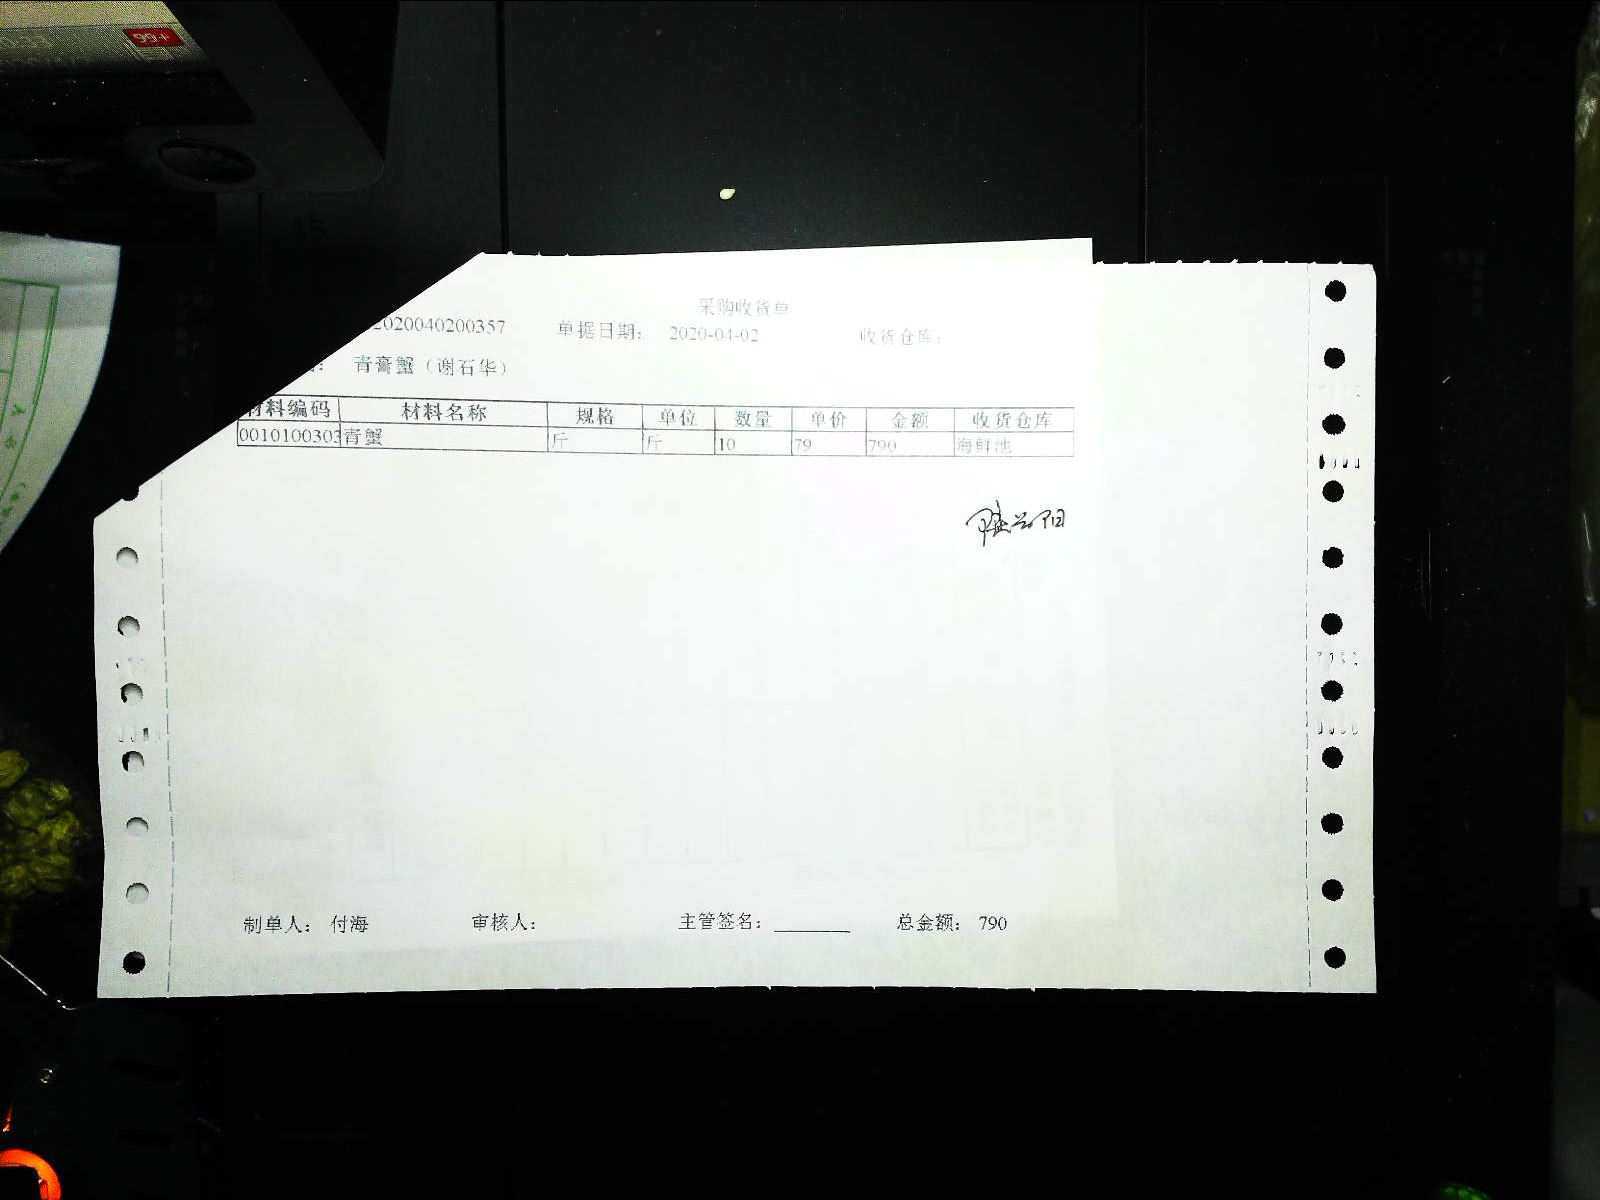 99+
采购收货单
2020040200357 单据日期： 2020-04-02 收货仓库：
： 青膏蟹（谢石华）
材料编码 材料名称 规格 单位 数量 单价 金额 收货仓库
0010100303 青蟹 斤 斤 10 79 790 海鲜池
制单人： 付海 审核人： 主管签名： 总金额： 790